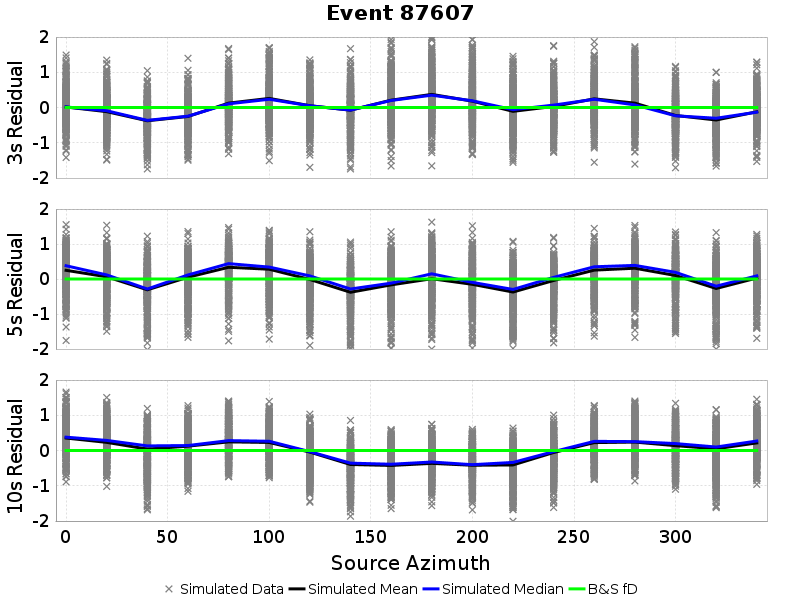 Event 87607
3s Residual
2
1
0
-1
-2
5s Residual
2
1
0
-1
-2
10s Residual
2
1
0
-1
-2
0 50 100 150 200 250 300
Source Azimuth
Simulated Data Simulated Mean Simulated Median B&S fD